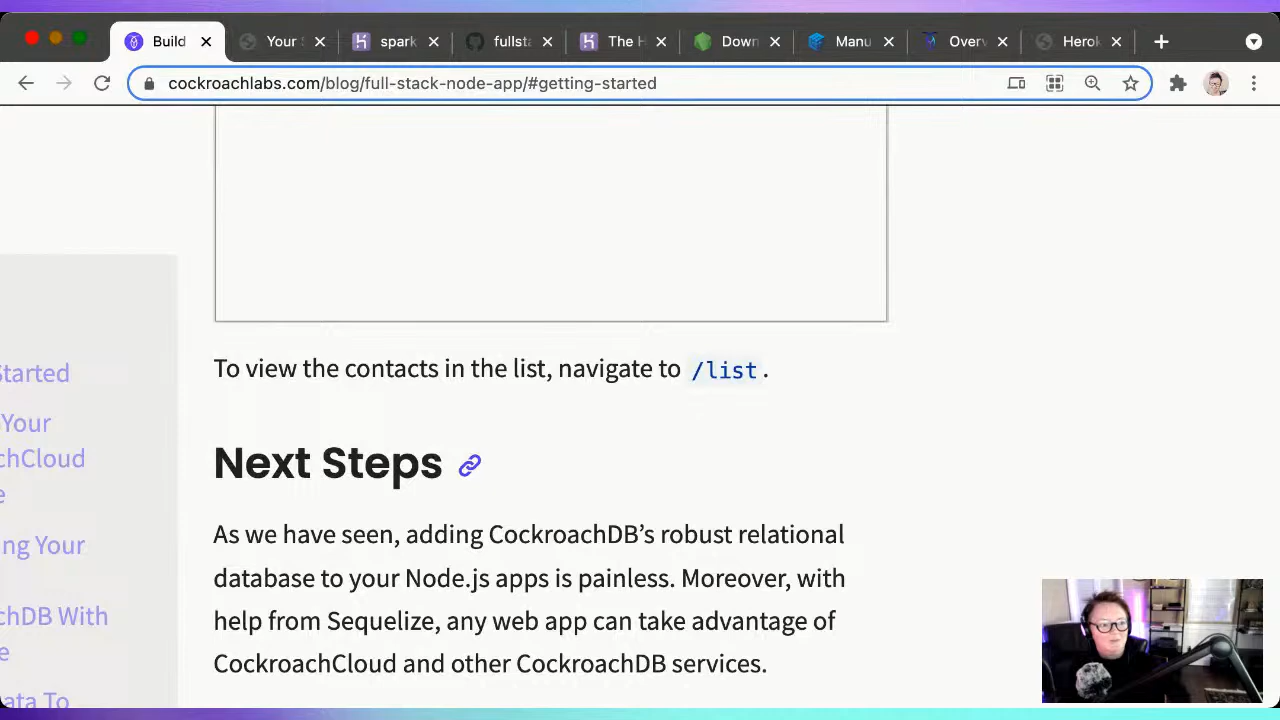 Build
Your S
spark
fullsta
The H
Down
Manu
Overv
Herok
cockroachlabs.com/blog/full-stack-node-app/#getting-started
To view the contacts in the list, navigate to /list.
Next Steps
As we have seen, adding CockroachDB’s robust relational
database to your Node.js apps is painless. Moreover, with
help from Sequelize, any web app can take advantage of
CockroachCloud and other CockroachDB services.
Started
Your
chCloud
e
ng Your
chDB With
e
ata To